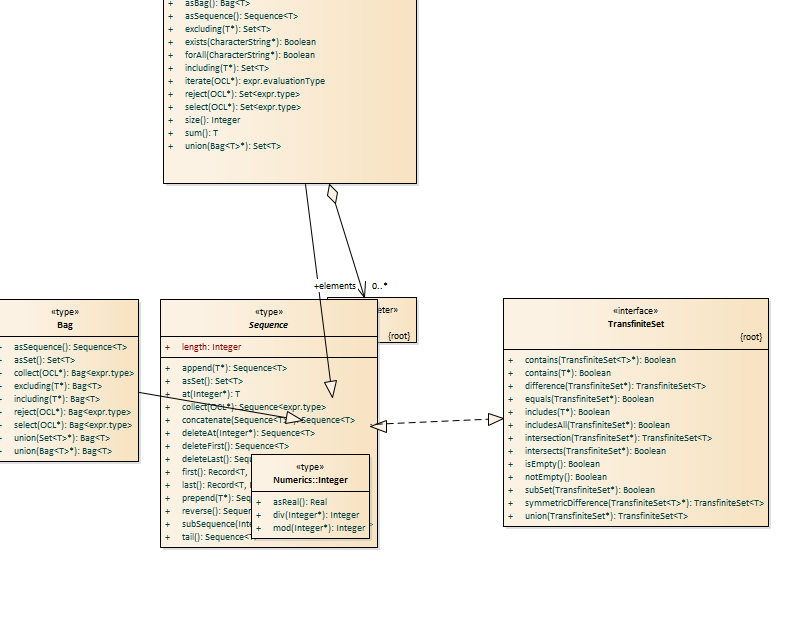 + asBag(): Bag<T>
+ asSequence(): Sequence<T>
+ excluding(T*): Set<T>
+ exists(CharacterString*): Boolean
+ forAll(CharacterString*): Boolean
+ including(T*): Set<T>
+ iterate(OCL*): expr.evaluationType
+ reject(OCL*): Set<expr.type>
+ select(OCL*): Set<expr.type>
+ size(): Integer
+ sum(): T
+ union(Bag<T>*): Set<T>
+elements 0..*
eter»
{root}
«type»
Bag
+ asSequence(): Sequence<T>
+ asSet(): Set<T>
+ collect(OCL*): Bag<expr.type>
+ excluding(T*): Bag<T>
+ including(T*): Bag<T>
+ reject(OCL*): Bag<expr.type>
+ select(OCL*): Bag<expr.type>
+ union(Set<T>*): Bag<T>
+ union(Bag<T>*): Bag<T>
«type»
Sequence
+ length: Integer
+ append(T*): Sequence<T>
+ asSet(): Set<T>
+ at(Integer*): T
+ collect(OCL*): Sequence<expr.type>
+ concatenate(Sequence<T>*): Sequence<T>
+ deleteAt(Integer*): Sequence<T>
+ deleteFirst(): Sequence<T>
+ deleteLast(): Seq
+ first(): Record<T,
+ last(): Record<T,
+ prepend(T*): Seq
+ reverse(): Sequen
+ subSequence(Inte
+ tail(): Sequence<T
«type»
Numerics::Integer
+ asReal(): Real
+ div(Integer*): Integer
+ mod(Integer*): Integer
«interface»
TransfiniteSet
{root}
+ contains(TransfiniteSet<T>*): Boolean
+ contains(T*): Boolean
+ difference(TransfiniteSet*): TransfiniteSet<T>
+ equals(TransfiniteSet*): Boolean
+ includes(T*): Boolean
+ includesAll(TransfiniteSet*): Boolean
+ intersection(TransfiniteSet*): TransfiniteSet<T>
+ intersects(TransfiniteSet*): Boolean
+ isEmpty(): Boolean
+ notEmpty(): Boolean
+ subSet(TransfiniteSet*): Boolean
+ symmetricDifference(TransfiniteSet<T>*): TransfiniteSet<T>
+ union(TransfiniteSet*): TransfiniteSet<T>